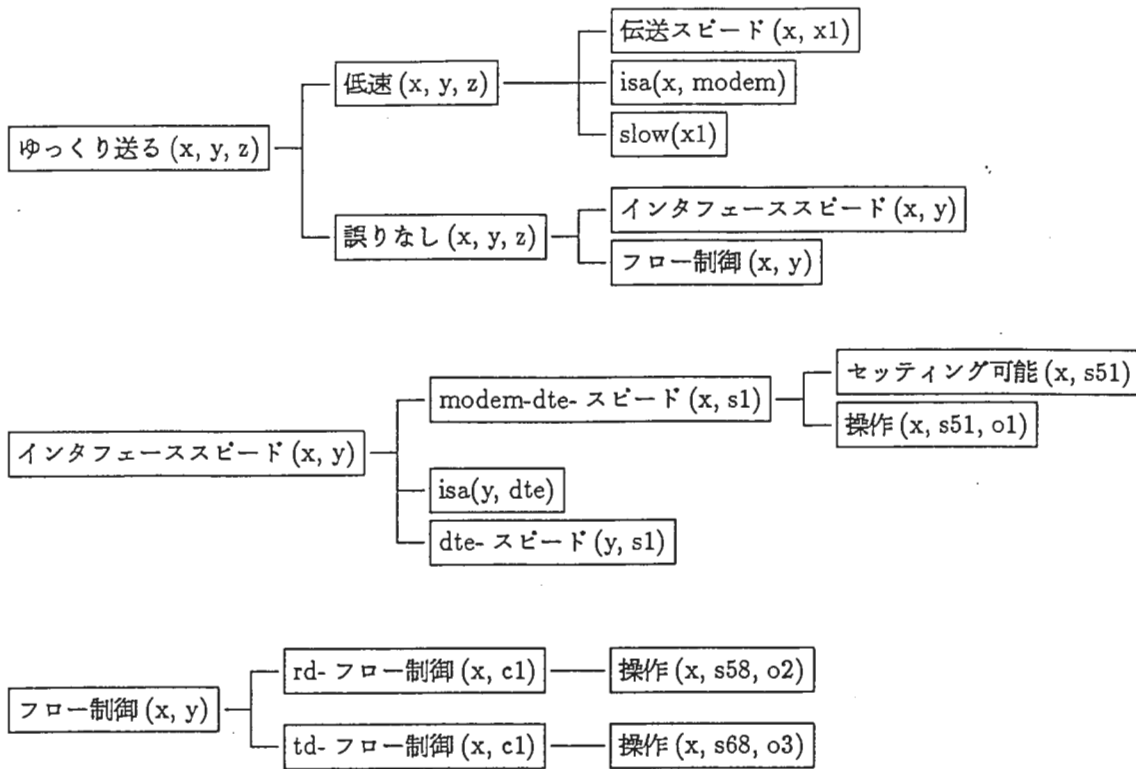 伝送スピード (x, x1)
低速 (x, y, z)
isa(x, modem)
slow(x1)
ゆっくり送る (x, y, z)
誤りなし (x, y, z)
インタフェーススピード (x, y)
フロー制御 (x, y)
セッティング可能 (x, s51)
modem-dte- スピード (x, s1)
操作 (x, s51, o1)
インタフェーススピード (x, y)
isa(y, dte)
dte- スピード (y, s1)
rd- フロー制御 (x, c1)
操作 (x, s58, o2)
フロー制御 (x, y)
td- フロー制御 (x, c1)
操作 (x, s68, o3)